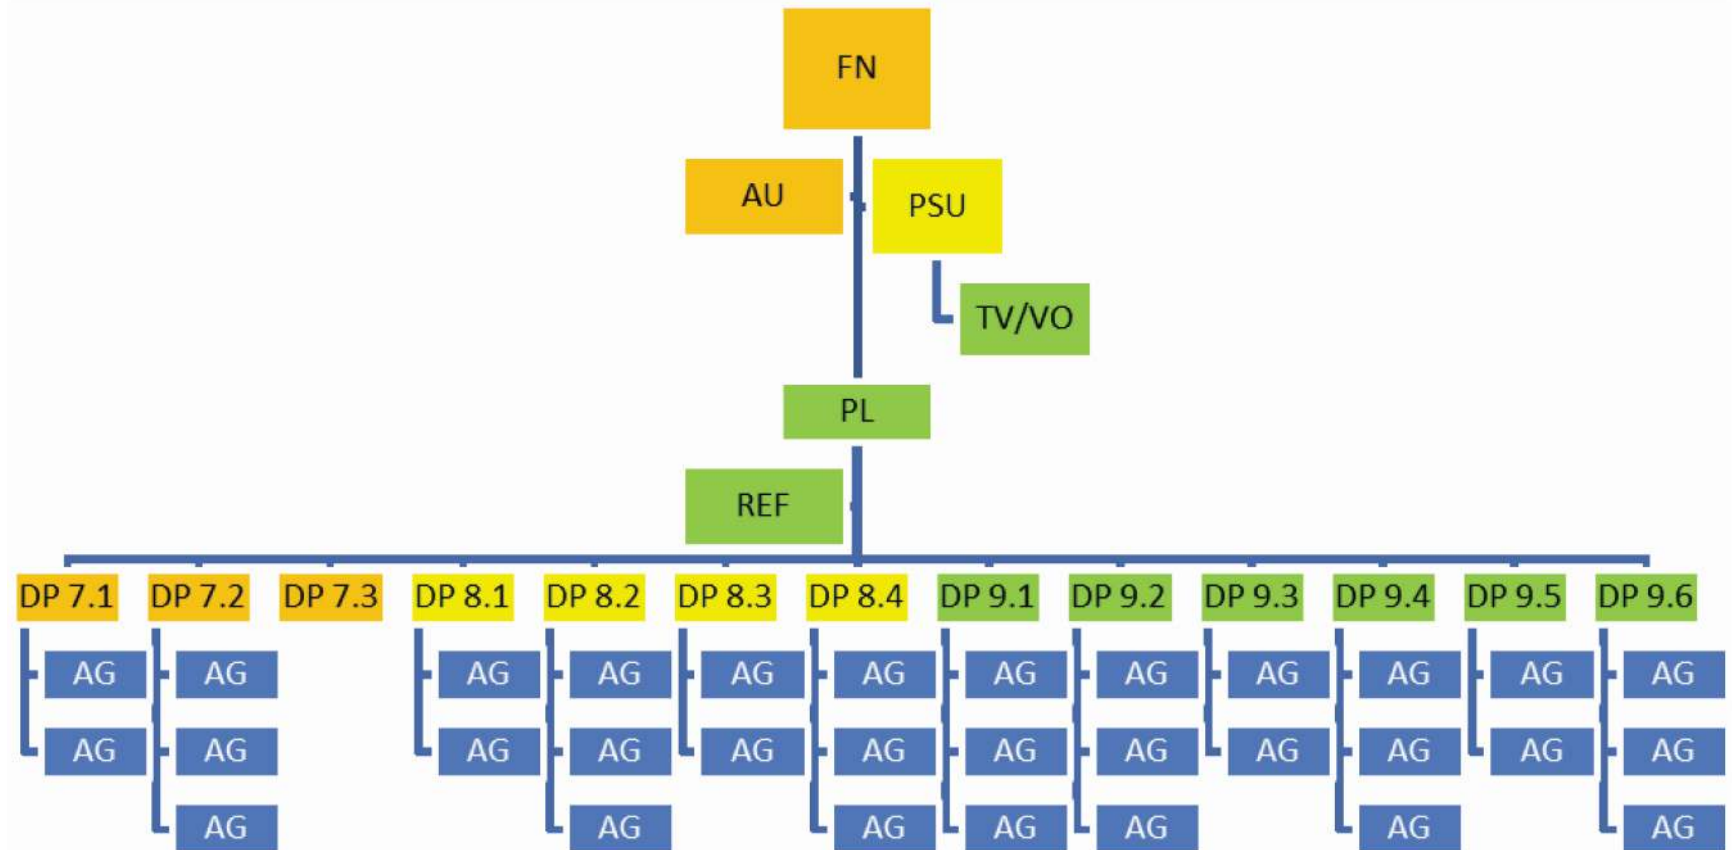 FN
AU
PSU
TV/VO
PL
REF
DP 7.1 DP 7.2 DP 7.3 DP 8.1 DP 8.2 DP 8.3 DP 8.4 DP 9.1 DP 9.2 DP 9.3 DP 9.4 DP 9.5 DP 9.6
AG AG AG AG AG AG AG AG AG AG AG AG
AG AG AG AG AG AG AG AG AG AG AG AG
AG AG AG AG AG AG AG